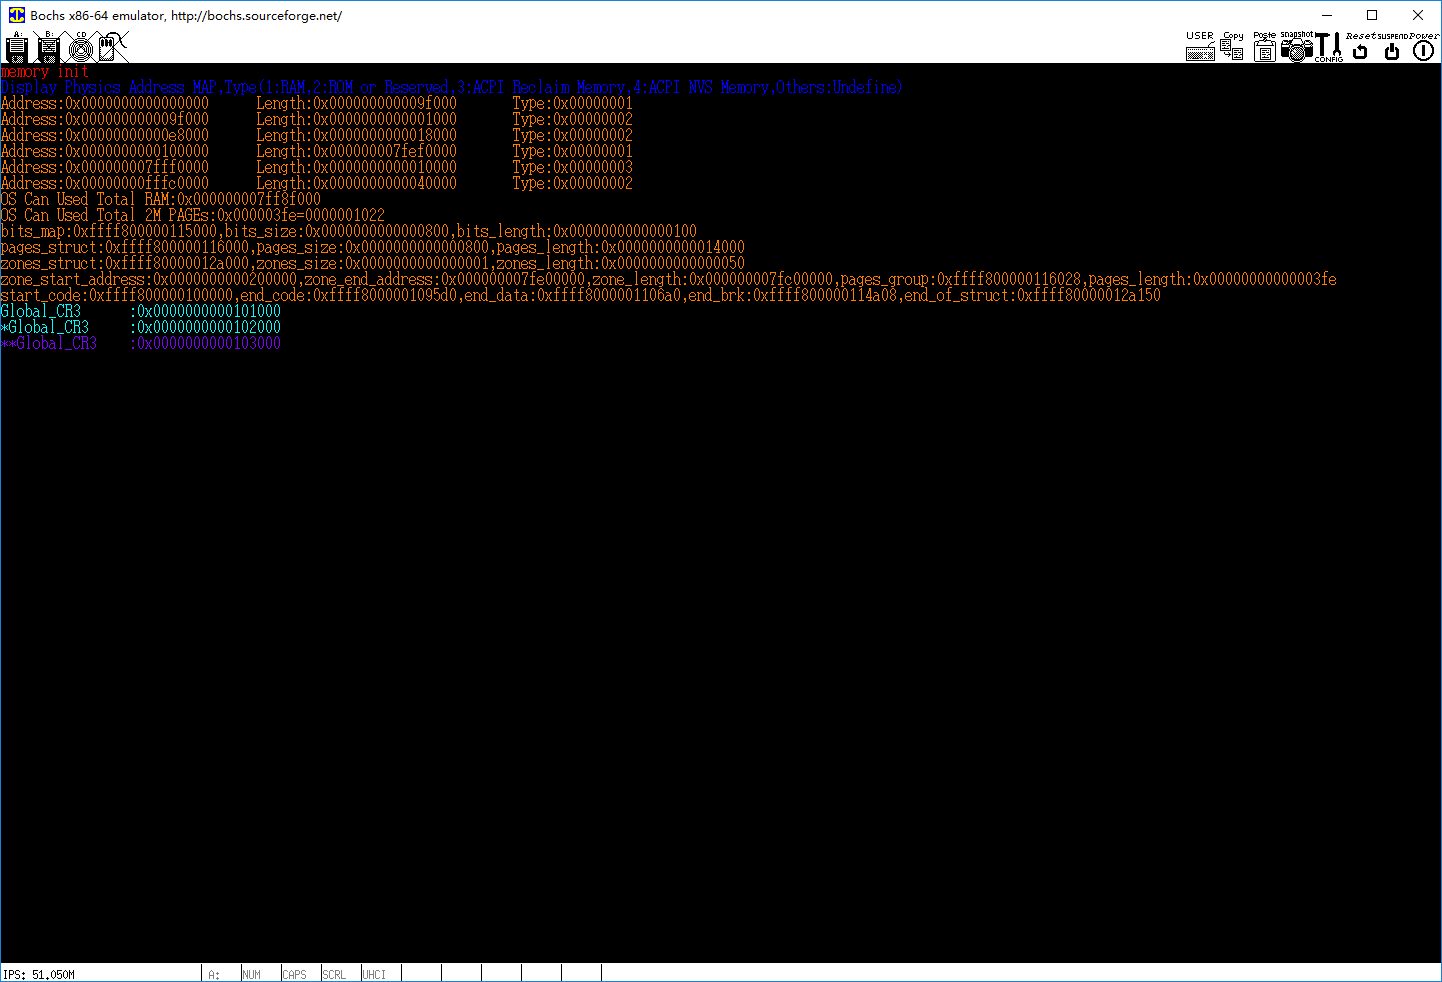 Bochs x86-64 emulator, http://bochs.sourceforge.net/
A: B: CD USER Copy Paste snapshot CONFIG Reset SUSPEND Power
memory init
Display Physics Address MAP,Type(1:RAM,2:ROM or Reserved,3:ACPI Reclaim Memory,4:ACPI NVS Memory,Others:Undefine)
Address:0x0000000000000000 Length:0x000000000009f000 Type:0x00000001
Address:0x000000000009f000 Length:0x0000000000001000 Type:0x00000002
Address:0x00000000000e8000 Length:0x0000000000018000 Type:0x00000002
Address:0x0000000000100000 Length:0x000000007fef0000 Type:0x00000001
Address:0x000000007fff0000 Length:0x0000000000010000 Type:0x00000003
Address:0x00000000fffc0000 Length:0x0000000000040000 Type:0x00000002
OS Can Used Total RAM:0x000000007ff8f000
OS Can Used Total 2M PAGEs:0x000003fe=0000001022
bits_map:0xffff800000115000,bits_size:0x0000000000000800,bits_length:0x0000000000000100
pages_struct:0xffff800000116000,pages_size:0x0000000000000800,pages_length:0x0000000000014000
zones_struct:0xffff80000012a000,zones_size:0x0000000000000001,zones_length:0x0000000000000050
zone_start_address:0x0000000000200000,zone_end_address:0x000000007fe00000,zone_length:0x000000007fc00000,pages_group:0xffff800000116028,pages_length:0x00000000000003fe
start_code:0xffff800000100000,end_code:0xffff8000001095d0,end_data:0xffff8000001106a0,end_brk:0xffff800000114a08,end_of_struct:0xffff80000012a150
Global_CR3 :0x0000000000101000
*Global_CR3 :0x0000000000102000
**Global_CR3 :0x0000000000103000
IPS: 51.050M A: NUM CAPS SCRL UHCI